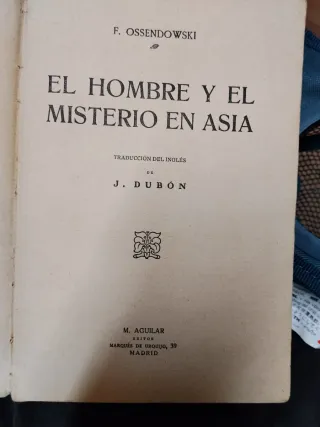 F. OSSENDOWSKI
EL HOMBRE Y EL
MISTERIO EN ASIA
TRADUCCIÓN DEL INGLÉS
DE
J. DUBÓN
M. AGUILAR
EDITOR
MARQUÉS DE URQUIJO, 39
MADRID